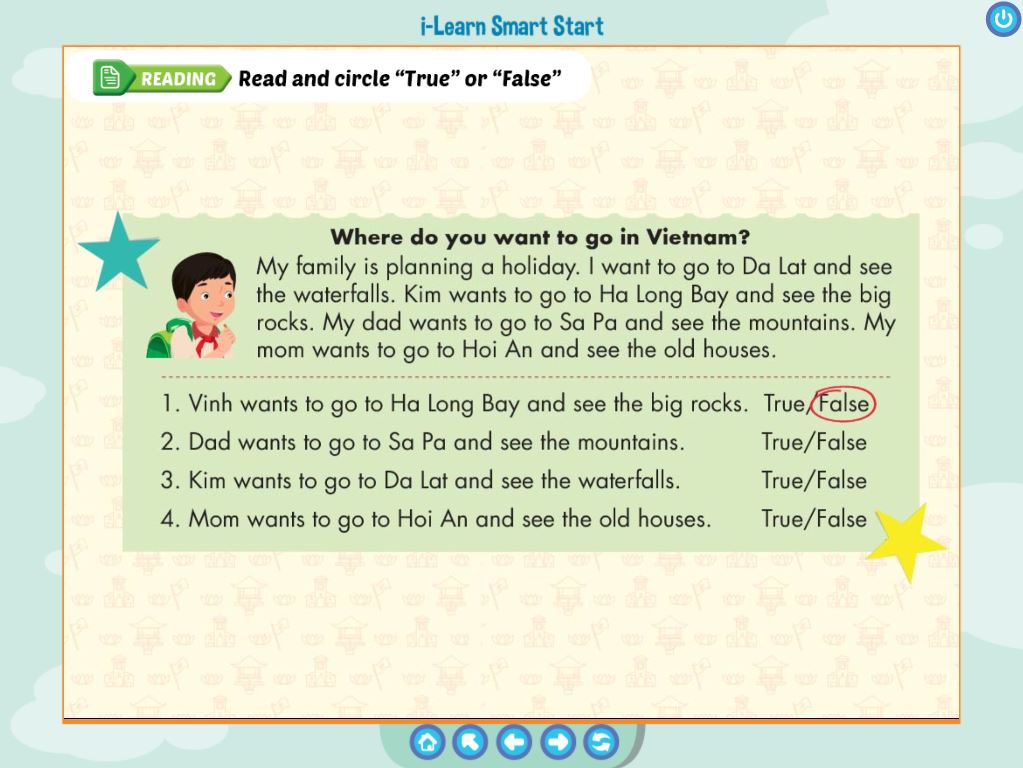 i-Learn Smart Start
READING Read and circle “True” or “False”
Where do you want to go in Vietnam?
My family is planning a holiday. I want to go to Da Lat and see
the waterfalls. Kim wants to go to Ha Long Bay and see the big
rocks. My dad wants to go to Sa Pa and see the mountains. My
mom wants to go to Hoi An and see the old houses.
1. Vinh wants to go to Ha Long Bay and see the big rocks. True/False
2. Dad wants to go to Sa Pa and see the mountains. True/False
3. Kim wants to go to Da Lat and see the waterfalls. True/False
4. Mom wants to go to Hoi An and see the old houses. True/False